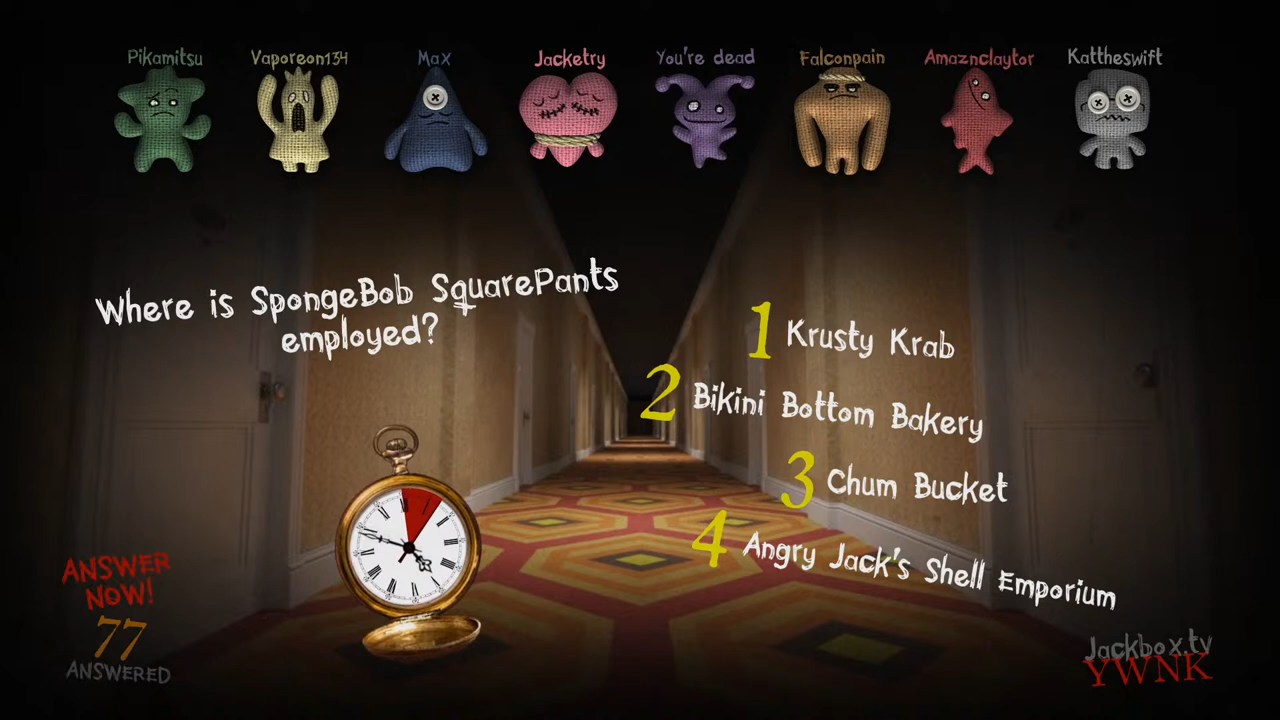 Pikamitsu
Vaporeon134
Max
Jacketry
You're dead
Falconpain
Amaznclaytor
Kattheswift
Where is SpongeBob SquarePants
employed?
1 Krusty Krab
2 Bikini Bottom Bakery
3 Chum Bucket
4 Angry Jack's Shell Emporium
ANSWER
NOW!
77
ANSWERED
Jackbox.tv
YWNK